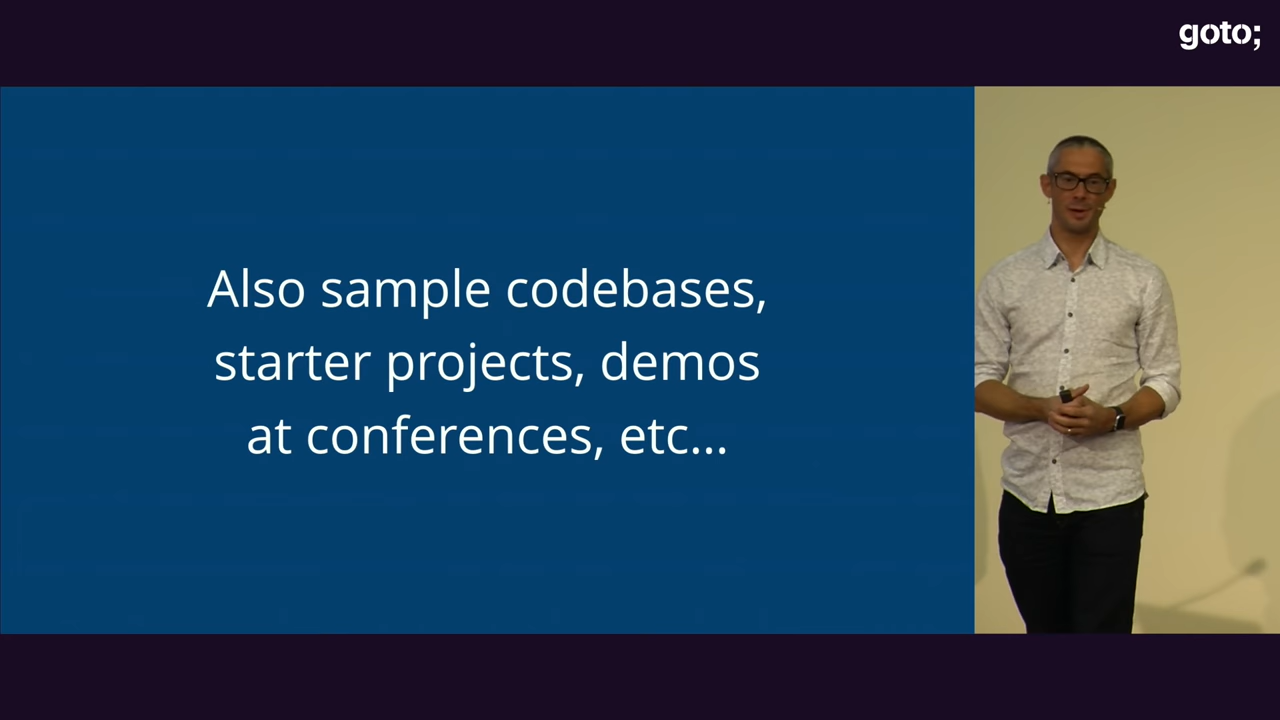 goto;
Also sample codebases,
starter projects, demos
at conferences, etc...